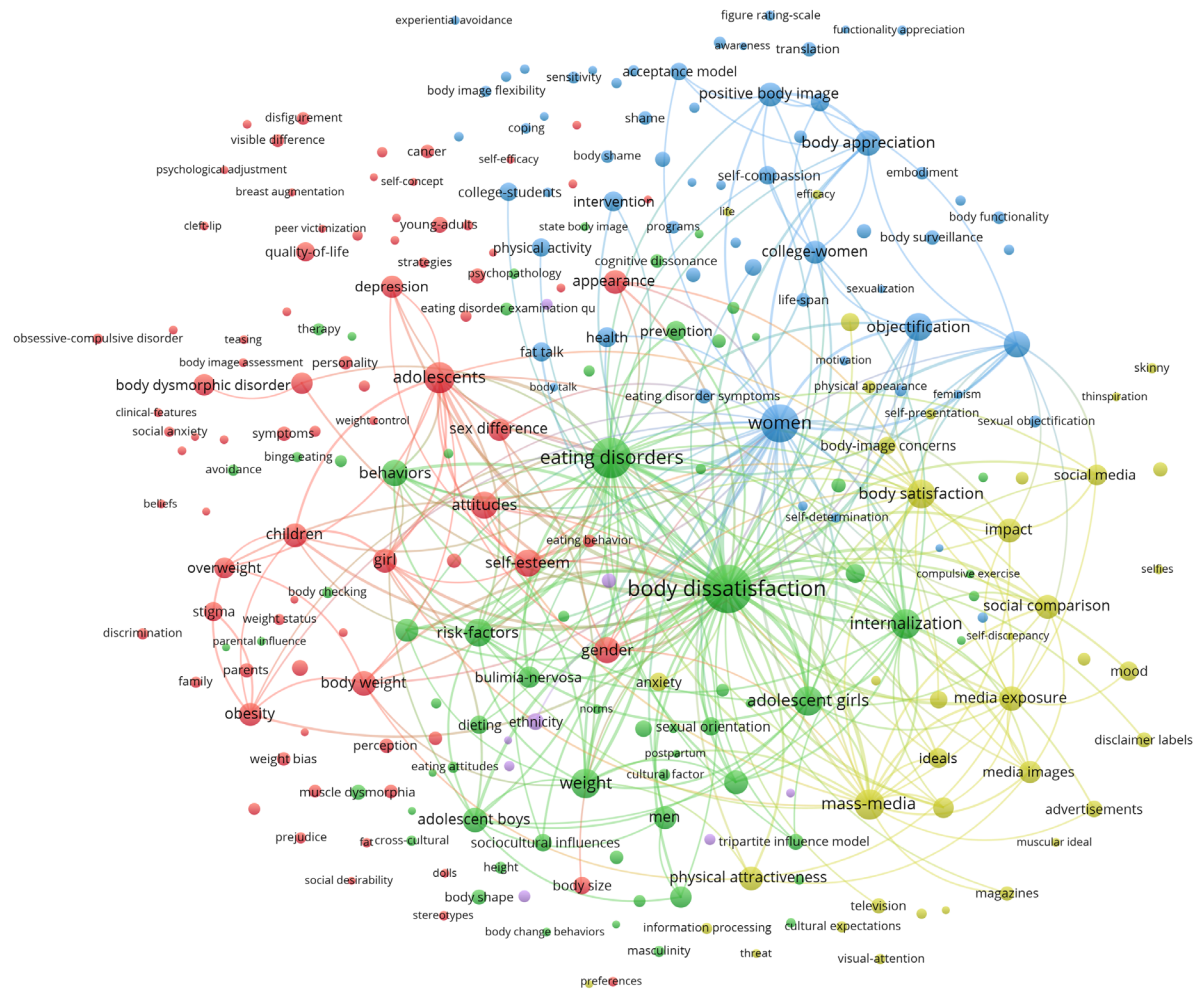 experiential avoidance
figure rating-scale
functionality appreciation
awareness
translation
acceptance model
sensitivity
body image flexibility
positive body image
disfigurement
shame
coping
visible difference
body appreciation
cancer
self-efficacy
body shame
psychological adjustment
self-concept
self-compassion
embodiment
breast augmentation
college-students
intervention
efficacy
life
body functionality
cleft-lip
peer victimization
young-adults
state body image
programs
body surveillance
quality-of-life
physical activity
college-women
strategies
psychopathology
cognitive dissonance
depression
appearance
sexualization
eating disorder examination qu
life-span
therapy
prevention
objectification
obsessive-compulsive disorder
teasing
health
fat talk
body image assessment
personality
motivation
skinny
body dysmorphic disorder
adolescents
body talk
physical appearance
feminism
thinspiration
eating disorder symptoms
clinical-features
weight control
self-presentation
sexual objectification
social anxiety
symptoms
sex difference
women
body-image concerns
binge eating
eating disorders
avoidance
behaviors
social media
body satisfaction
beliefs
attitudes
self-determination
impact
children
eating behavior
girl
self-esteem
overweight
compulsive exercise
selfies
body checking
body dissatisfaction
stigma
weight status
social comparison
discrimination
parental influence
risk-factors
internalization
self-discrepancy
gender
parents
family
body weight
bulimia-nervosa
anxiety
mood
adolescent girls
media exposure
obesity
norms
dieting
ethnicity
sexual orientation
perception
disclaimer labels
weight bias
postpartum
ideals
eating attitudes
cultural factor
media images
weight
muscle dysmorphia
mass-media
advertisements
adolescent boys
men
prejudice
fat
cross-cultural
sociocultural influences
tripartite influence model
muscular ideal
height
dolls
social desirability
body size
physical attractiveness
body shape
magazines
television
stereotypes
body change behaviors
information processing
cultural expectations
masculinity
threat
visual-attention
preferences